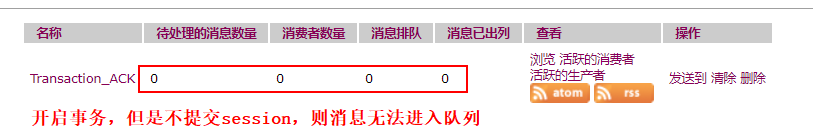 名称 待处理的消息数量 消费者数量 消息排队 消息已出列 查看 操作
Transaction_ACK 0 0 0 0 浏览 活跃的消费者
活跃的生产者
atom rss
发送到 清除 删除
开启事务，但是不提交session，则消息无法进入队列